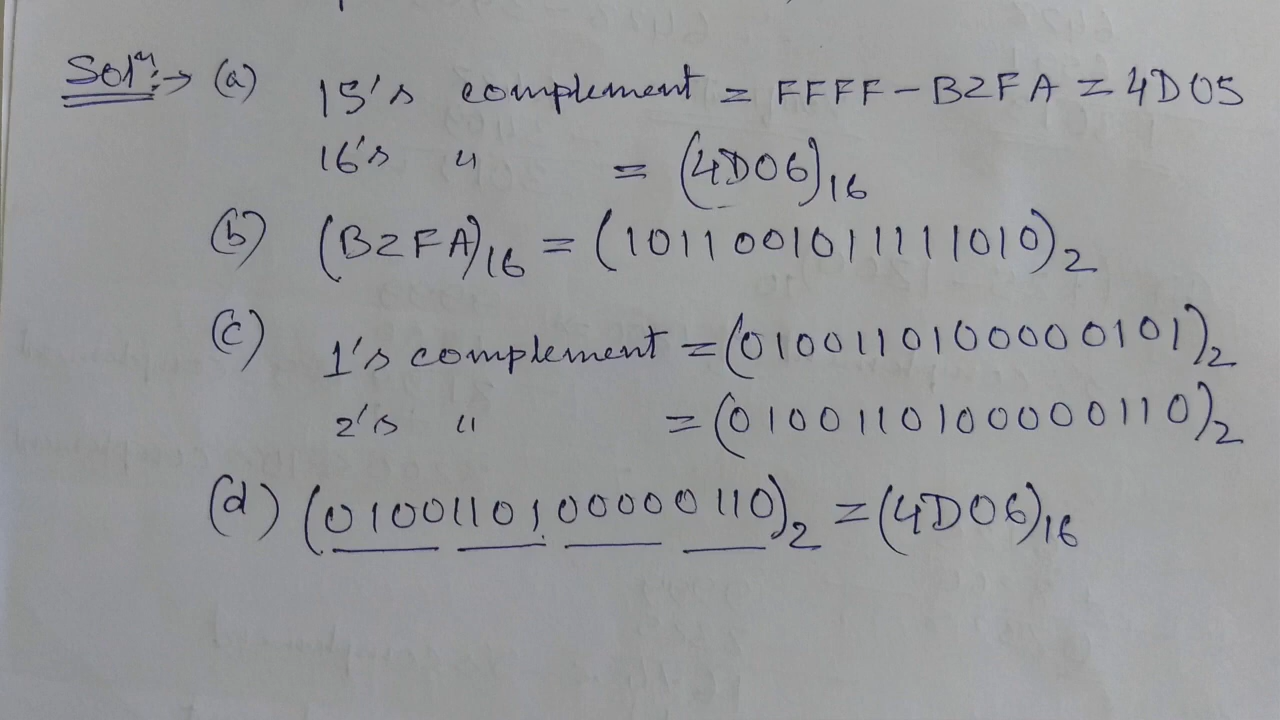 Solⁿ:→ (a) 15's complement = FFFF - B2FA = 4D05
16's " = (4D06)₁₆
(b) (B2FA)₁₆ = (1011001011111010)₂
(c) 1's complement = (0100110100000101)₂
2's " = (0100110100000110)₂
(d) (0100110100000110)₂ = (4D06)₁₆